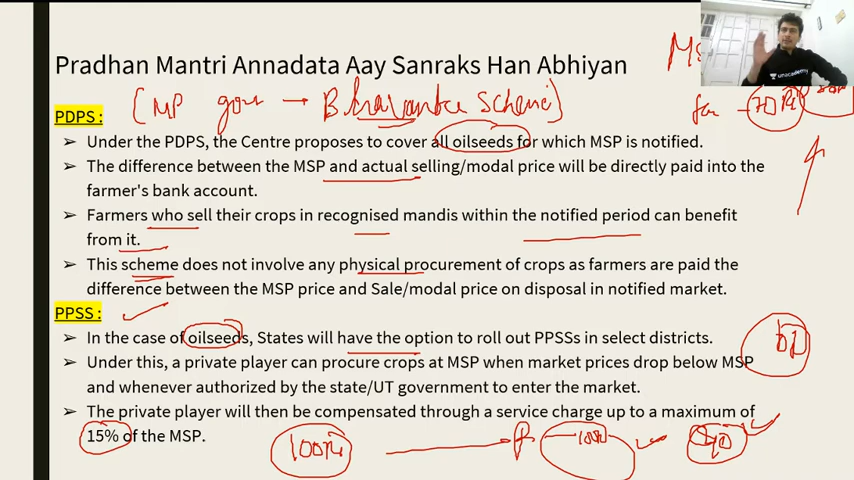 Pradhan Mantri Annadata Aay Sanraks Han Abhiyan
(MP gov → Bhavantar Scheme)
PDPS :
➢ Under the PDPS, the Centre proposes to cover all oilseeds for which MSP is notified.
➢ The difference between the MSP and actual selling/modal price will be directly paid into the
farmer's bank account.
➢ Farmers who sell their crops in recognised mandis within the notified period can benefit
from it.
➢ This scheme does not involve any physical procurement of crops as farmers are paid the
difference between the MSP price and Sale/modal price on disposal in notified market.
PPSS :
➢ In the case of oilseeds, States will have the option to roll out PPSSs in select districts.
➢ Under this, a private player can procure crops at MSP when market prices drop below MSP
and whenever authorized by the state/UT government to enter the market.
➢ The private player will then be compensated through a service charge up to a maximum of
15% of the MSP.
unacademy